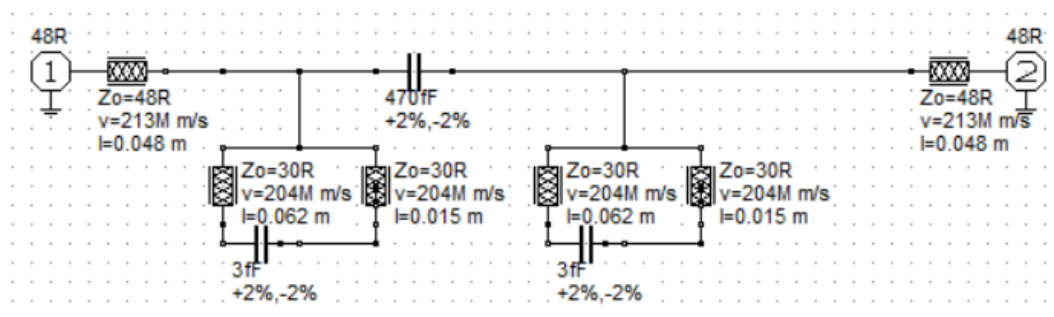 48R
48R
1
2
Zo=48R
v=213M m/s
l=0.048 m
470fF
+2%,-2%
Zo=48R
v=213M m/s
l=0.048 m
Zo=30R
v=204M m/s
l=0.062 m
Zo=30R
v=204M m/s
l=0.015 m
Zo=30R
v=204M m/s
l=0.062 m
Zo=30R
v=204M m/s
l=0.015 m
3fF
+2%,-2%
3fF
+2%,-2%